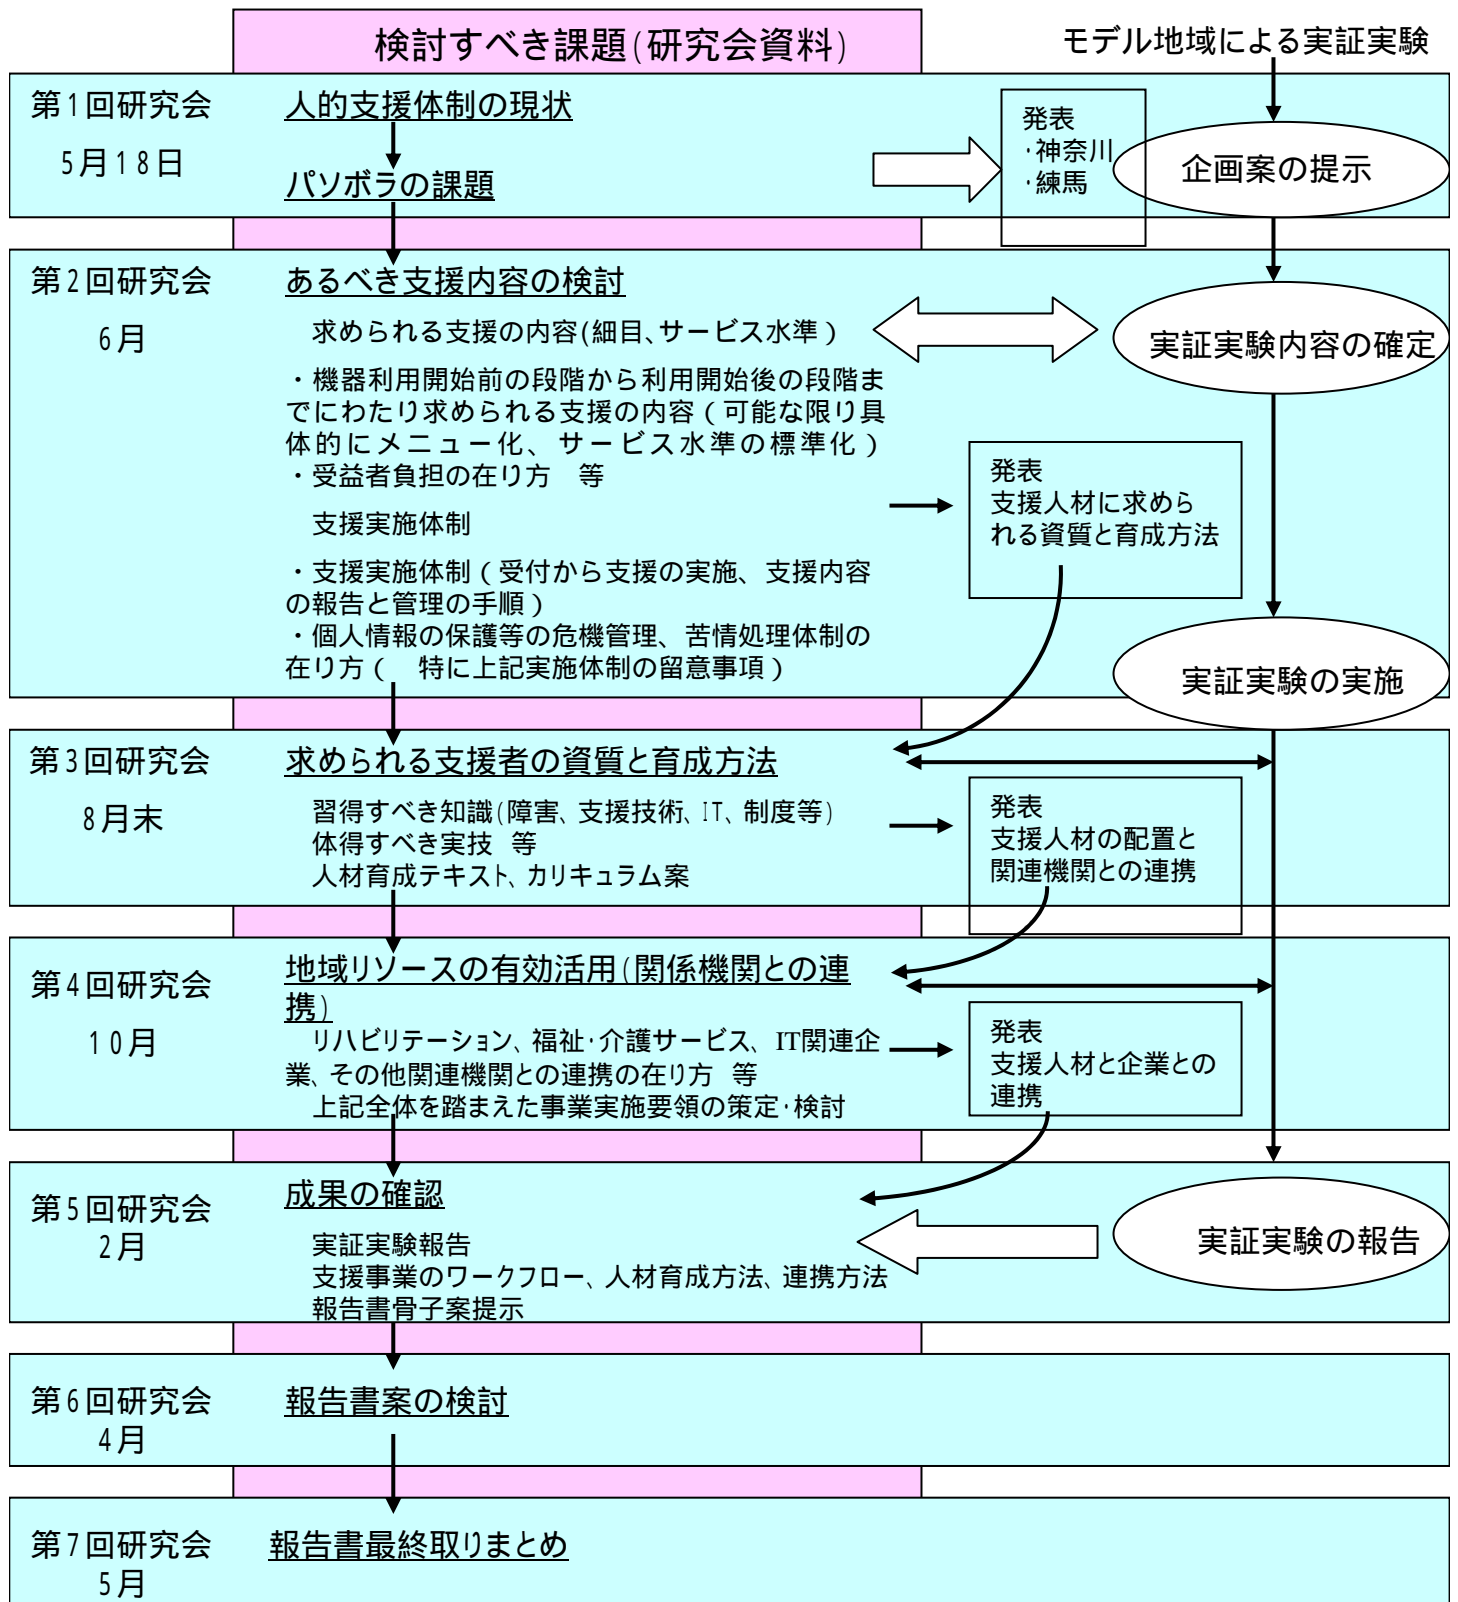 検討すべき課題(研究会資料)
モデル地域による実証実験
第1回研究会
5月18日
人的支援体制の現状
パソボラの課題
発表
・神奈川
・練馬
企画案の提示
第2回研究会
6月
あるべき支援内容の検討
求められる支援の内容(細目、サービス水準)
・機器利用開始前の段階から利用開始後の段階ま
でにわたり求められる支援の内容(可能な限り具
体的にメニュー化、サービス水準の標準化)
・受益者負担の在り方 等
支援実施体制
・支援実施体制(受付から支援の実施、支援内容
の報告と管理の手順)
・個人情報の保護等の危機管理、苦情処理体制の
在り方( 特に上記実施体制の留意事項)
実証実験内容の確定
発表
支援人材に求めら
れる資質と育成方法
実証実験の実施
第3回研究会
8月末
求められる支援者の資質と育成方法
習得すべき知識(障害、支援技術、IT、制度等)
体得すべき実技 等
人材育成テキスト、カリキュラム案
発表
支援人材の配置と
関連機関との連携
第4回研究会
10月
地域リソースの有効活用(関係機関との連
携)
リハビリテーション、福祉・介護サービス、IT関連企
業、その他関連機関との連携の在り方 等
上記全体を踏まえた事業実施要領の策定・検討
発表
支援人材と企業との
連携
第5回研究会
2月
成果の確認
実証実験報告
支援事業のワークフロー、人材育成方法、連携方法
報告書骨子案提示
実証実験の報告
第6回研究会
4月
報告書案の検討
第7回研究会
5月
報告書最終取りまとめ